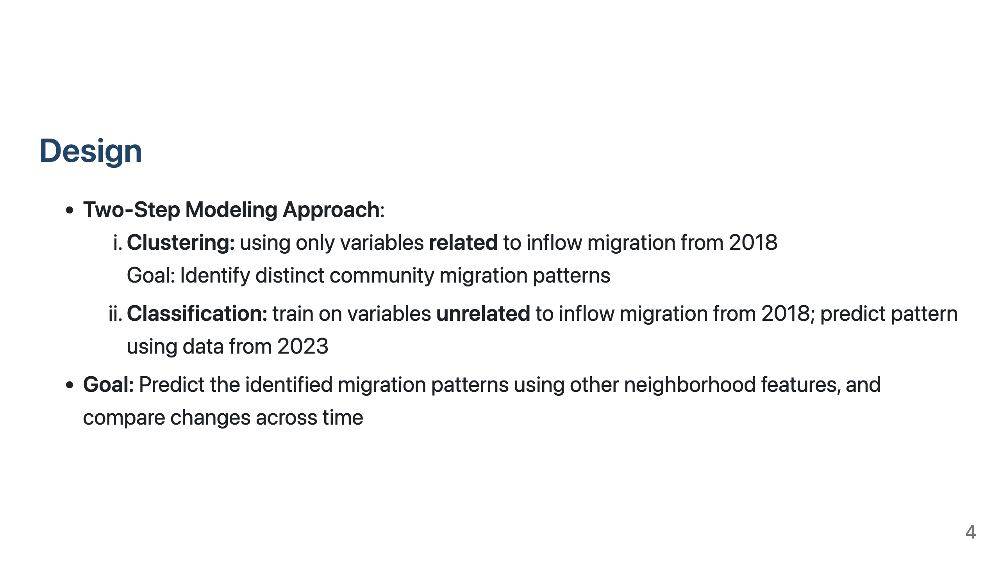 Design
• Two-Step Modeling Approach:
i. Clustering: using only variables related to inflow migration from 2018
Goal: Identify distinct community migration patterns
ii. Classification: train on variables unrelated to inflow migration from 2018; predict pattern
using data from 2023
• Goal: Predict the identified migration patterns using other neighborhood features, and
compare changes across time
4